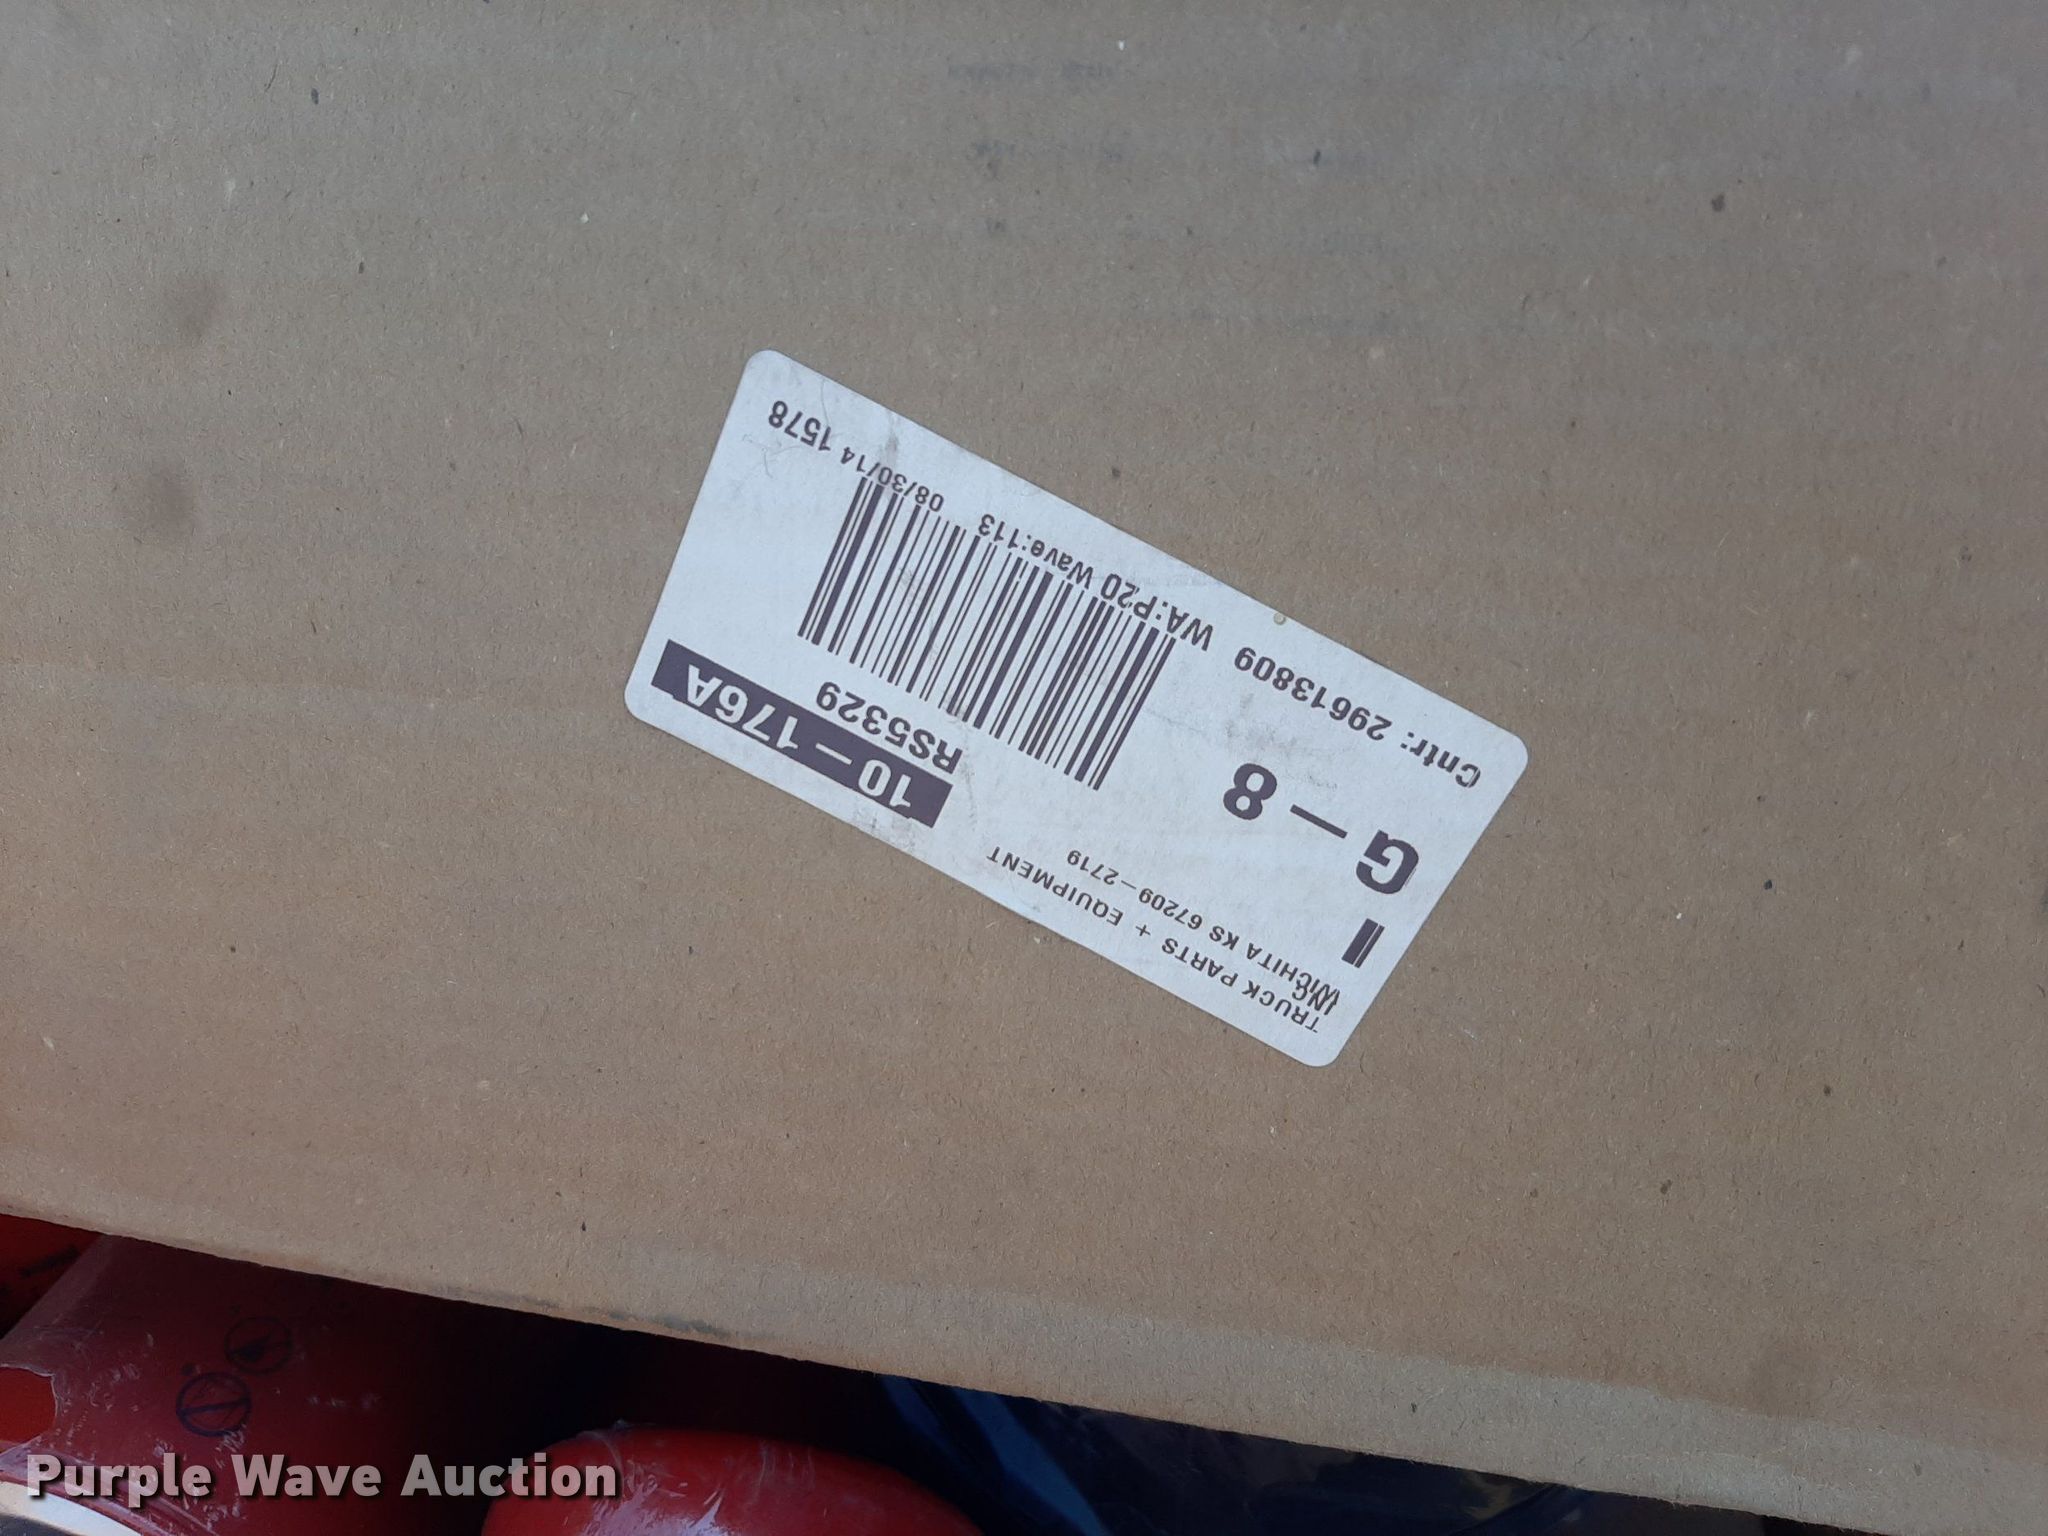 TRUCK PARTS + EQUIPMENT
INC
WICHITA KS 67209-2719
10-176A
RS5329
G-8
Cntr: 29613809 WA:P20 Wave:113 08/30/14 1578
Purple Wave Auction